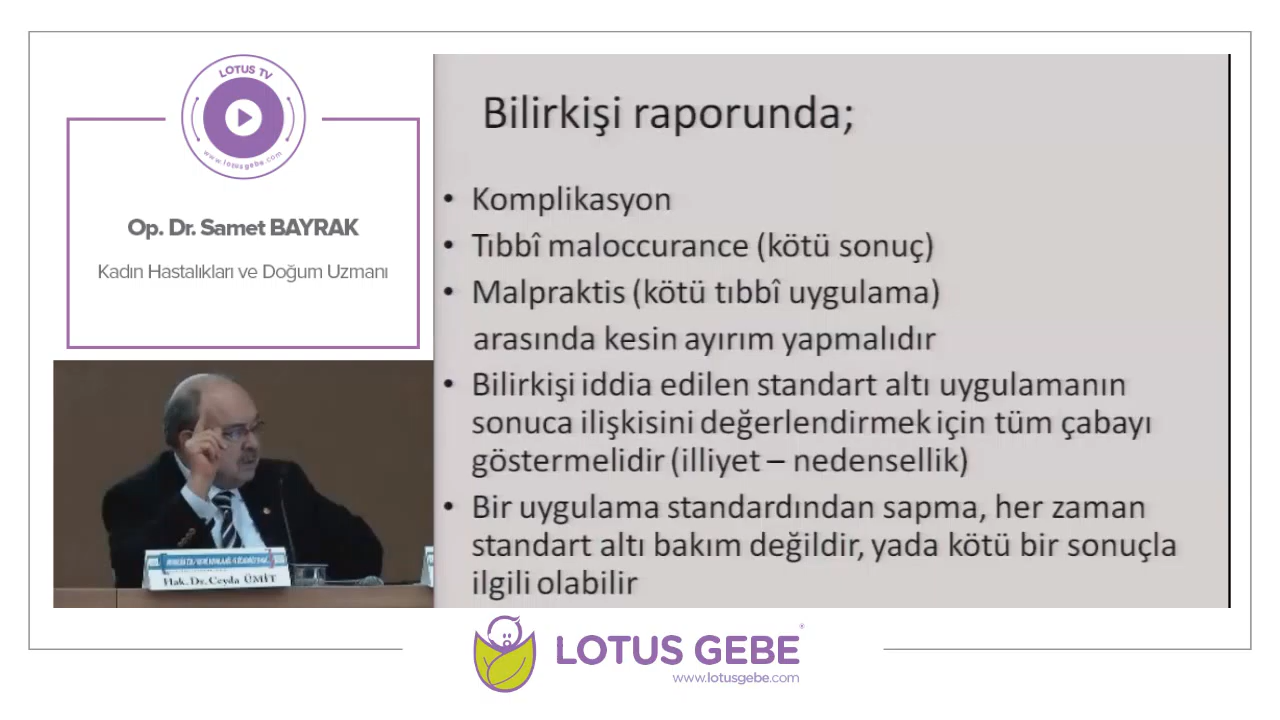 LOTUS TV
www.lotusgebe.com
Op. Dr. Samet BAYRAK
Kadın Hastalıkları ve Doğum Uzmanı
Bilirkişi raporunda;
• Komplikasyon
• Tıbbî maloccurance (kötü sonuç)
• Malpraktis (kötü tıbbî uygulama)
arasında kesin ayırım yapmalıdır
• Bilirkişi iddia edilen standart altı uygulamanın
sonuca ilişkisini değerlendirmek için tüm çabayı
göstermelidir (illiyet – nedensellik)
• Bir uygulama standardından sapma, her zaman
standart altı bakım değildir, yada kötü bir sonuçla
ilgili olabilir
Hak. Dr. Ceyda ÜMİT
LOTUS GEBE®
www.lotusgebe.com